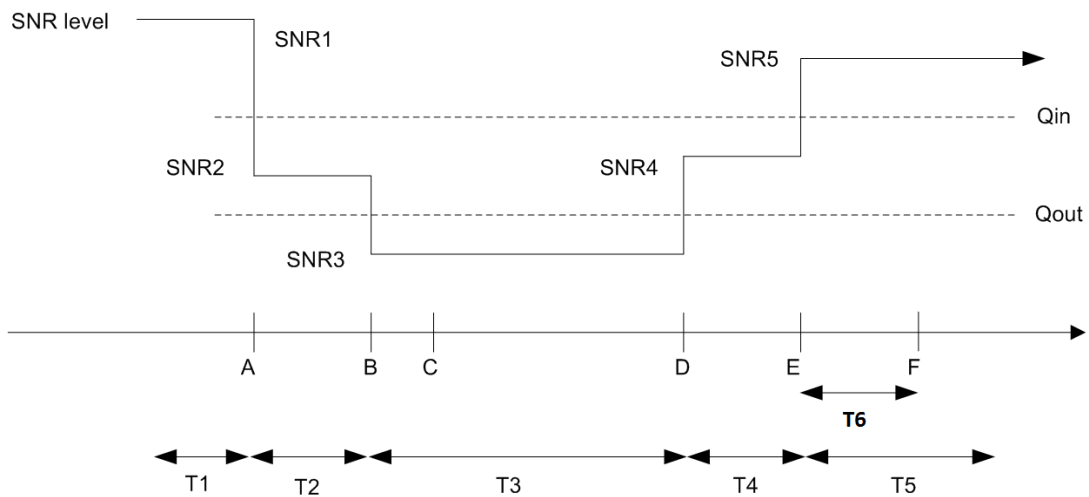 SNR level
SNR1
SNR5
Qin
SNR2
SNR4
Qout
SNR3
A B C D E F
T6
T1 T2 T3 T4 T5